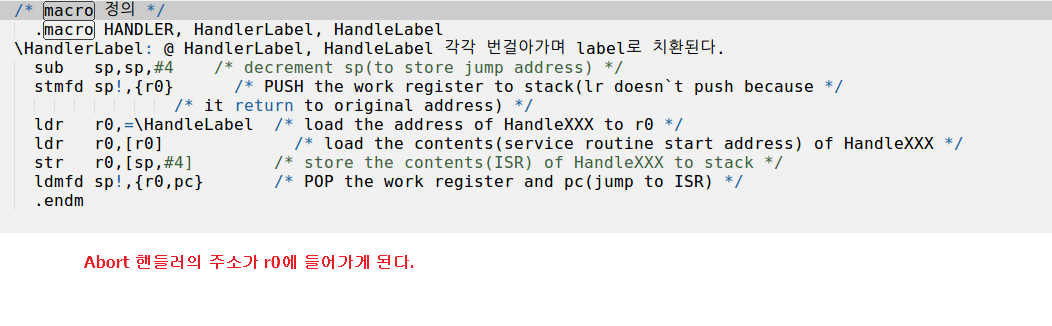 /* macro 정의 */
.macro HANDLER, HandlerLabel, HandleLabel
\HandlerLabel: @ HandlerLabel, HandleLabel 각각 번걸아가며 label로 치환된다.
sub sp,sp,#4 /* decrement sp(to store jump address) */
stmfd sp!,{r0} /* PUSH the work register to stack(lr doesn`t push because */
/* it return to original address) */
ldr r0,=\HandleLabel /* load the address of HandleXXX to r0 */
ldr r0,[r0] /* load the contents(service routine start address) of HandleXXX */
str r0,[sp,#4] /* store the contents(ISR) of HandleXXX to stack */
ldmfd sp!,{r0,pc} /* POP the work register and pc(jump to ISR) */
.endm
Abort 핸들러의 주소가 r0에 들어가게 된다.